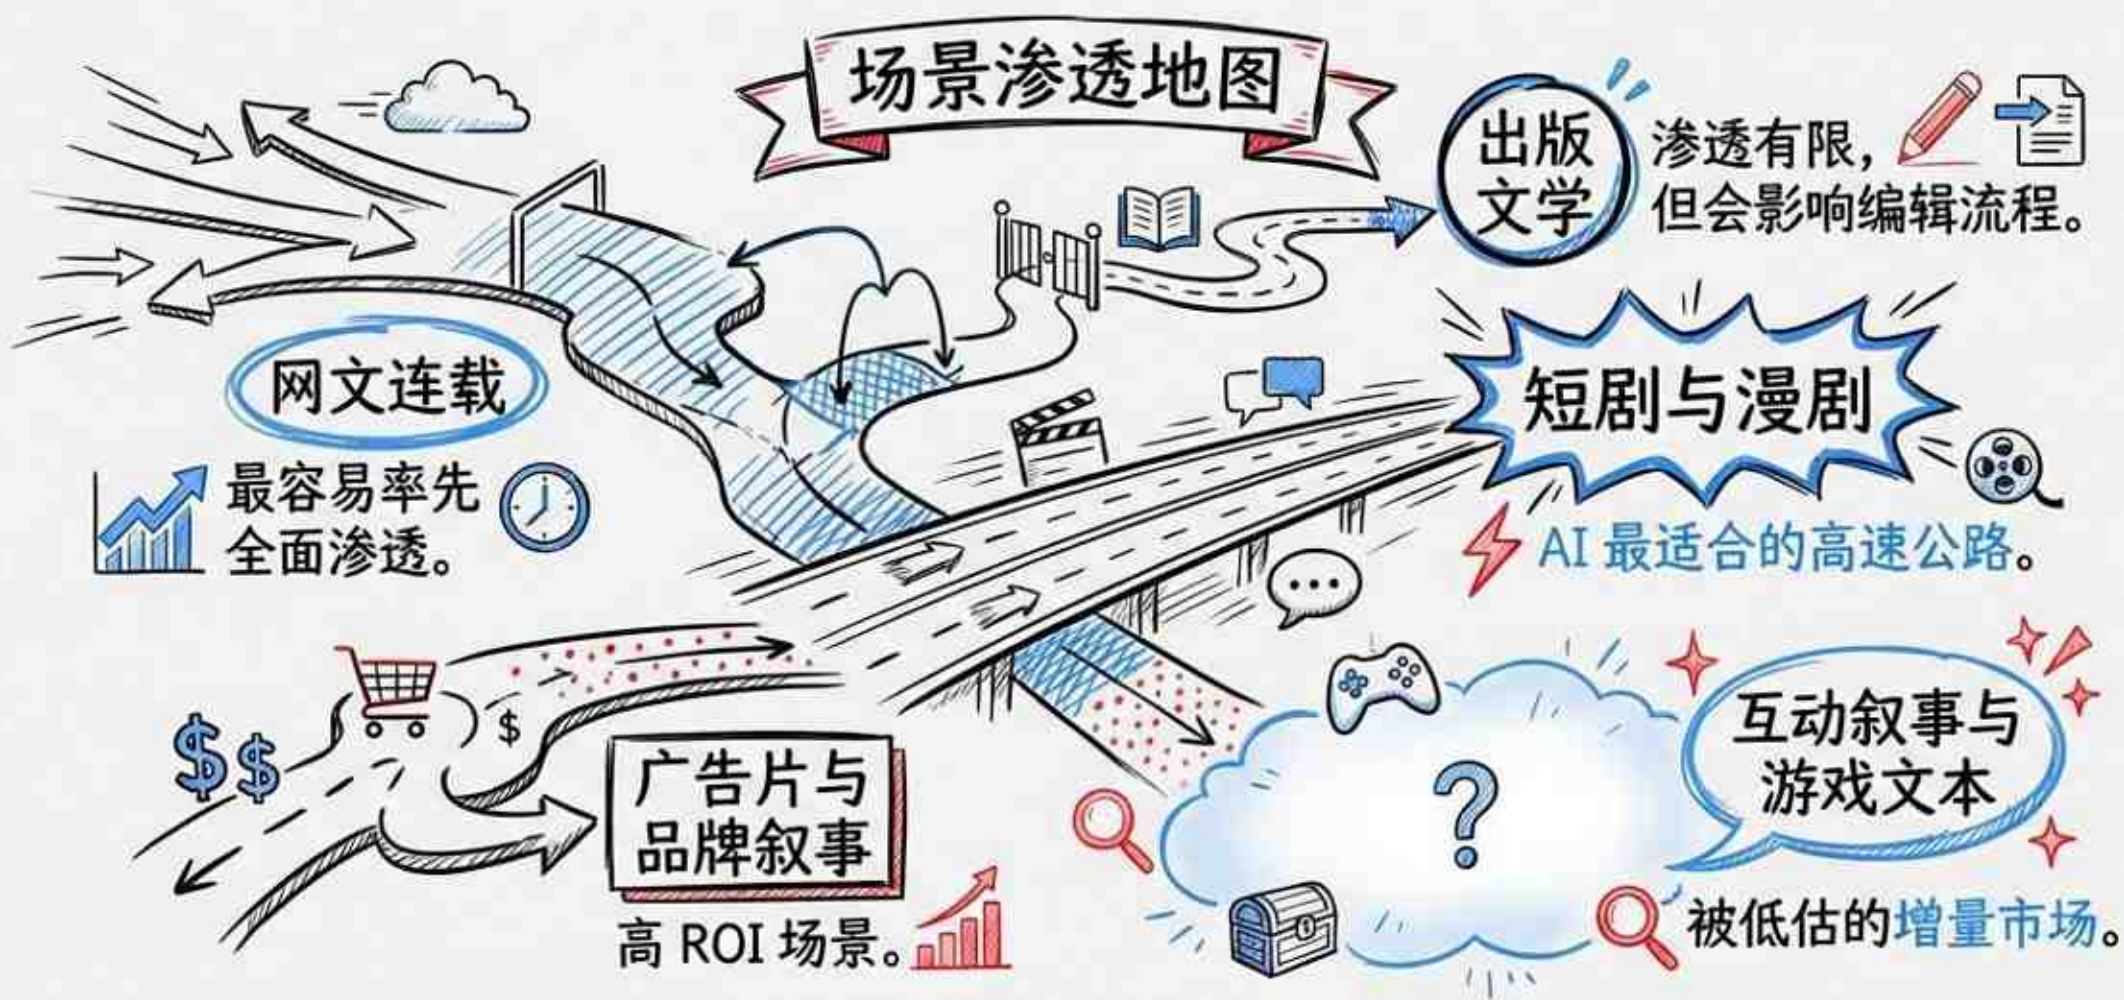 场景渗透地图
出版
文学
渗透有限，
但会影响编辑流程。
网文连载
最容易率先
全面渗透。
短剧与漫剧
AI 最适合的高速公路。
$$
$
广告片与
品牌叙事
高 ROI 场景。
?
互动叙事与
游戏文本
被低估的增量市场。